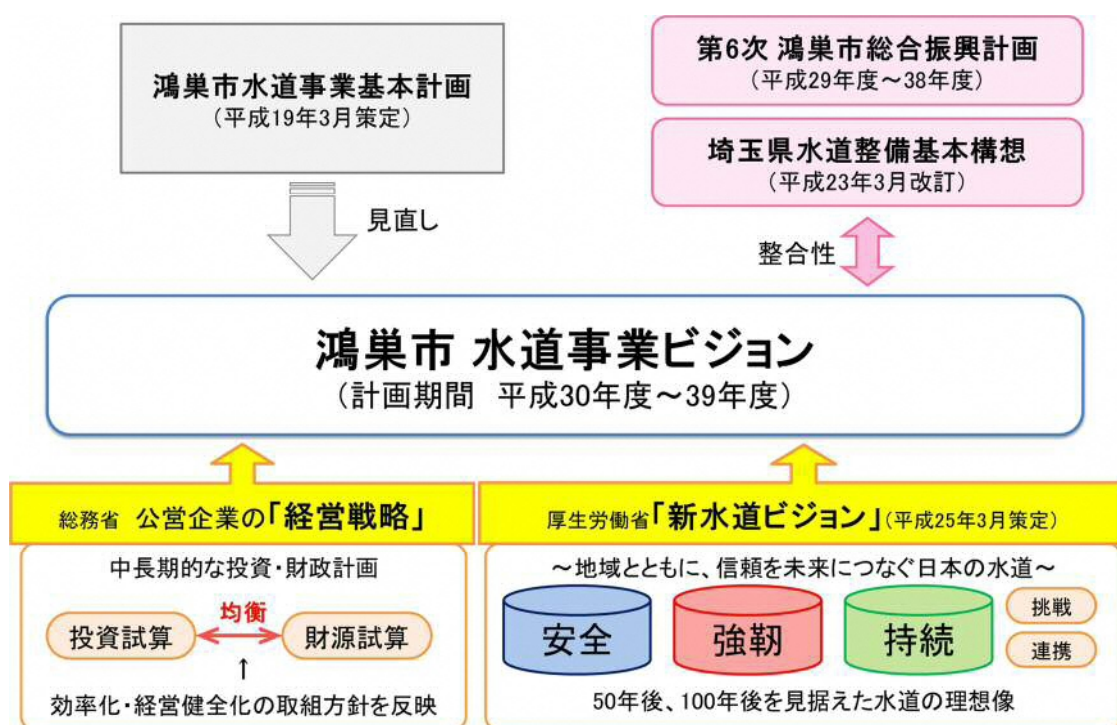 鴻巣市水道事業基本計画
(平成19年3月策定)
第6次 鴻巣市総合振興計画
(平成29年度～38年度)
埼玉県水道整備基本構想
(平成23年3月改訂)
見直し
整合性
鴻巣市 水道事業ビジョン
(計画期間 平成30年度～39年度)
総務省 公営企業の「経営戦略」
中長期的な投資・財政計画
均衡
投資試算
財源試算
↑
効率化・経営健全化の取組方針を反映
厚生労働省「新水道ビジョン」(平成25年3月策定)
～地域とともに、信頼を未来につなぐ日本の水道～
安全
強靭
持続
挑戦
連携
50年後、100年後を見据えた水道の理想像